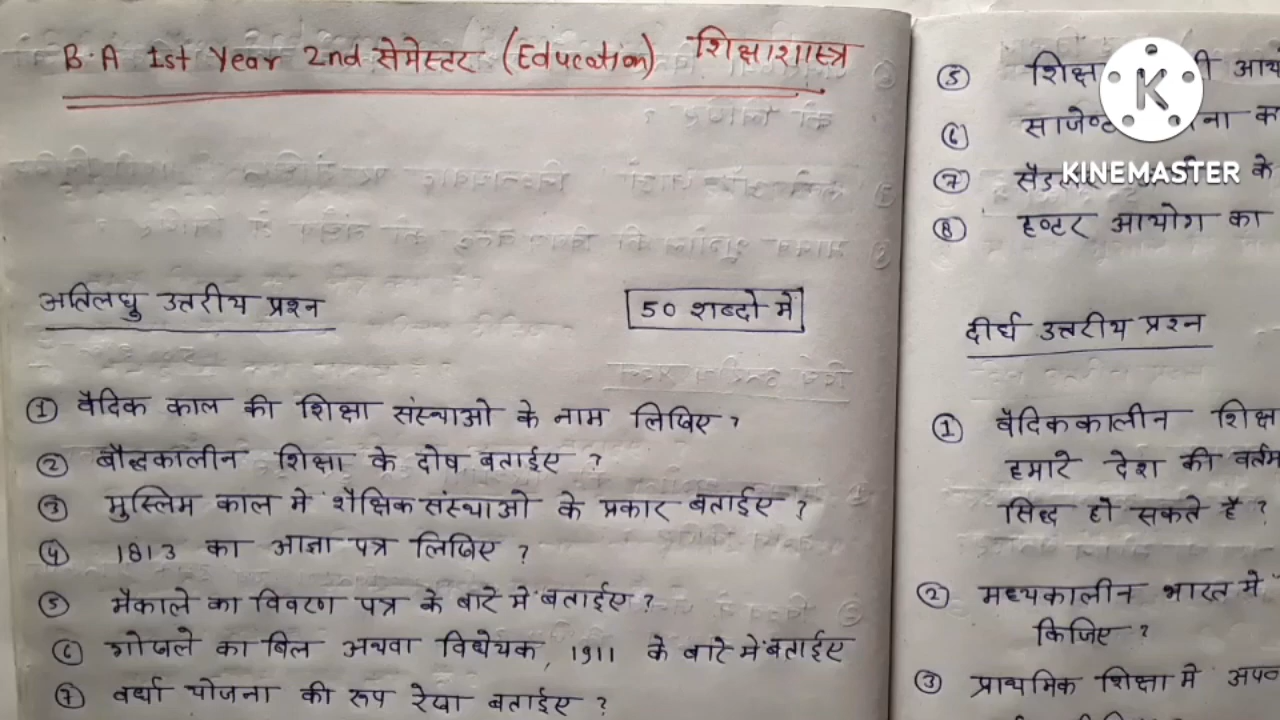 B.A 1st Year 2nd सेमेस्टर (Education) शिक्षाशास्त्र
अतिलघु उत्तरीय प्रश्न
50 शब्दो में
① वैदिक काल की शिक्षा संस्थाओ के नाम लिखिए ?
② बौद्धकालीन शिक्षा के दोष बताईए ?
③ मुस्लिम काल मे शैक्षिक संस्थाओ के प्रकार बताईए ?
④ 1813 का आज्ञा पत्र लिखिए ?
⑤ मैकाले का विवरण पत्र के बारे में बताईए ?
⑥ गोखले का बिल अथवा विधेयक, 1911 के बारे में बताईए
⑦ वर्धा योजना की रूप रेखा बताईए ?
⑤
⑥ का
⑦ के
⑧ हण्टर आयोग का
दीर्घ उत्तरीय प्रश्न
① वैदिककालीन
हमारे देश की
सिद्ध हो सकते है ?
② मध्यकालीन भारत मे
किजिए ?
③ प्राथमिक शिक्षा मे
K
KINEMASTER